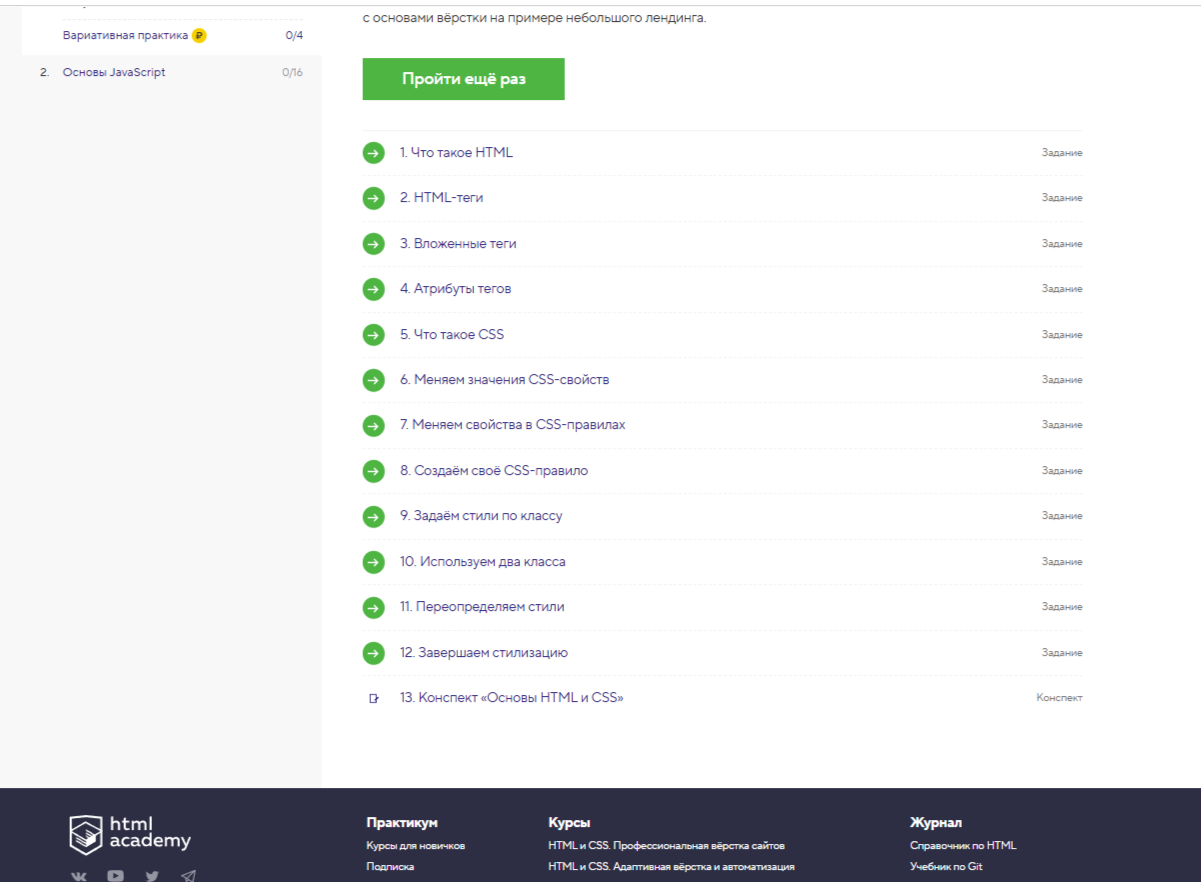 с основами вёрстки на примере небольшого лендинга.
Вариативная практика ₽ 0/4
2. Основы JavaScript 0/16
Пройти ещё раз
1. Что такое HTML Задание
2. HTML-теги Задание
3. Вложенные теги Задание
4. Атрибуты тегов Задание
5. Что такое CSS Задание
6. Меняем значения CSS-свойств Задание
7. Меняем свойства в CSS-правилах Задание
8. Создаём своё CSS-правило Задание
9. Задаём стили по классу Задание
10. Используем два класса Задание
11. Переопределяем стили Задание
12. Завершаем стилизацию Задание
13. Конспект «Основы HTML и CSS» Конспект
html
academy
Практикум
Курсы для новичков
Подписка
Курсы
HTML и CSS. Профессиональная вёрстка сайтов
HTML и CSS. Адаптивная вёрстка и автоматизация
Журнал
Справочник по HTML
Учебник по Git